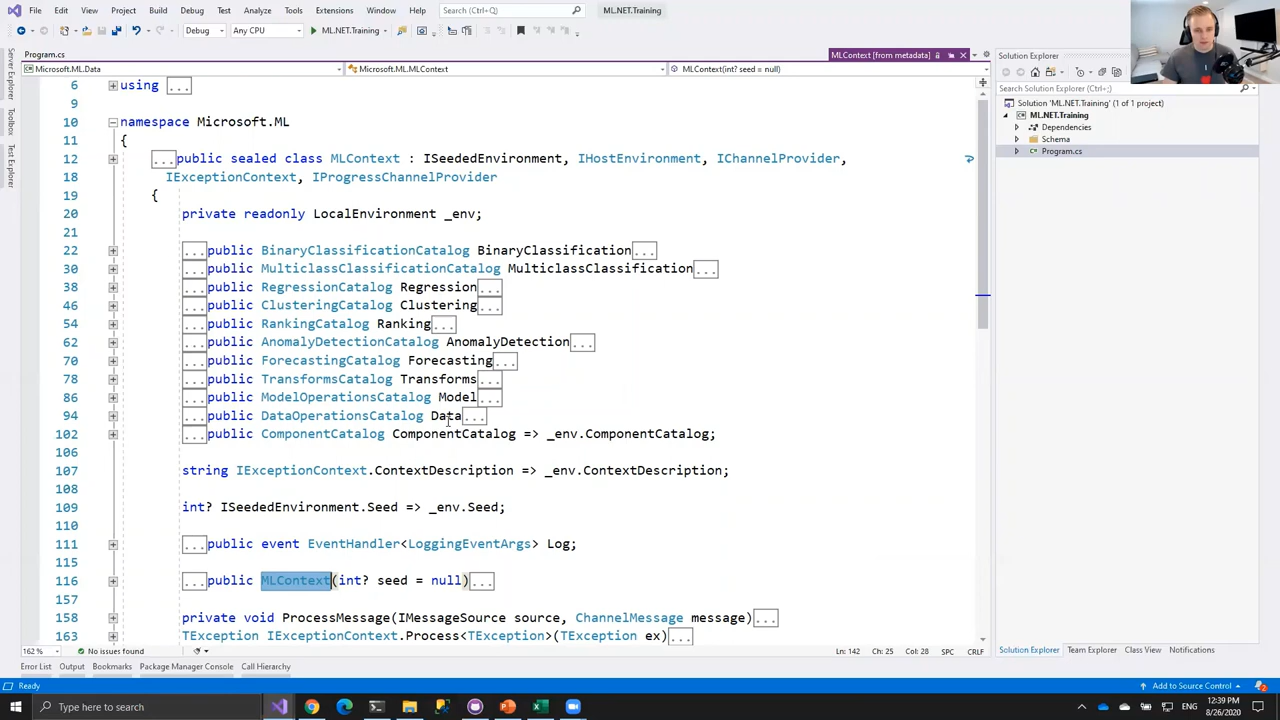 File Edit View Project Build Debug Test Analyze Tools Extensions Window Help Search (Ctrl+Q) ML.NET.Training
Debug Any CPU ML.NET.Training
Program.cs MLContext [from metadata]
Microsoft.ML.Data Microsoft.ML.MLContext MLContext(int? seed = null)
Server Explorer
Toolbox
Test Explorer
6 using ...
9
10 namespace Microsoft.ML
11 {
12 ...public sealed class MLContext : ISeededEnvironment, IHostEnvironment, IChannelProvider,
18 IExceptionContext, IProgressChannelProvider
19 {
20 private readonly LocalEnvironment _env;
21
22 ...public BinaryClassificationCatalog BinaryClassification...
30 ...public MulticlassClassificationCatalog MulticlassClassification...
38 ...public RegressionCatalog Regression...
46 ...public ClusteringCatalog Clustering...
54 ...public RankingCatalog Ranking...
62 ...public AnomalyDetectionCatalog AnomalyDetection...
70 ...public ForecastingCatalog Forecasting...
78 ...public TransformsCatalog Transforms...
86 ...public ModelOperationsCatalog Model...
94 ...public DataOperationsCatalog Data...
102 ...public ComponentCatalog ComponentCatalog => _env.ComponentCatalog;
106
107 string IExceptionContext.ContextDescription => _env.ContextDescription;
108
109 int? ISeededEnvironment.Seed => _env.Seed;
110
111 ...public event EventHandler<LoggingEventArgs> Log;
115
116 ...public MLContext(int? seed = null)...
157
158 private void ProcessMessage(IMessageSource source, ChannelMessage message)...
163 TException IExceptionContext.Process<TException>(TException ex)...
162 % No issues found Ln: 142 Ch: 25 Col: 28 SPC CRLF
Error List Output Bookmarks Package Manager Console Call Hierarchy
Solution Explorer
Search Solution Explorer (Ctrl+;)
Solution 'ML.NET.Training' (1 of 1 project)
ML.NET.Training
Dependencies
Schema
Program.cs
Solution Explorer Team Explorer Class View Notifications
Ready Add to Source Control 2
Type here to search
12:39 PM
8/26/2020